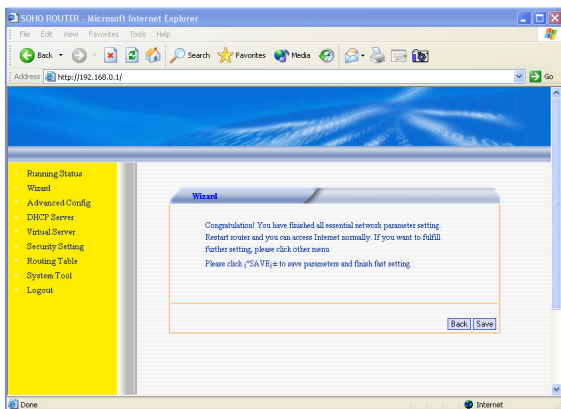 SOHO ROUTER - Microsoft Internet Explorer
File Edit View Favorites Tools Help
Back Search Favorites Media
Address http://192.168.0.1/ Go
Running Status
Wizard
Advanced Config
DHCP Server
Virtual Server
Security Setting
Routing Table
System Tool
Logout
Wizard
Congratulation! You have finished all essential network parameter setting.
Restart router and you can access Internet normally. If you want to fulfill
further setting, please click other menu
Please click ¡°SAVE¡± to save parameters and finish fast setting.
Back Save
Done Internet